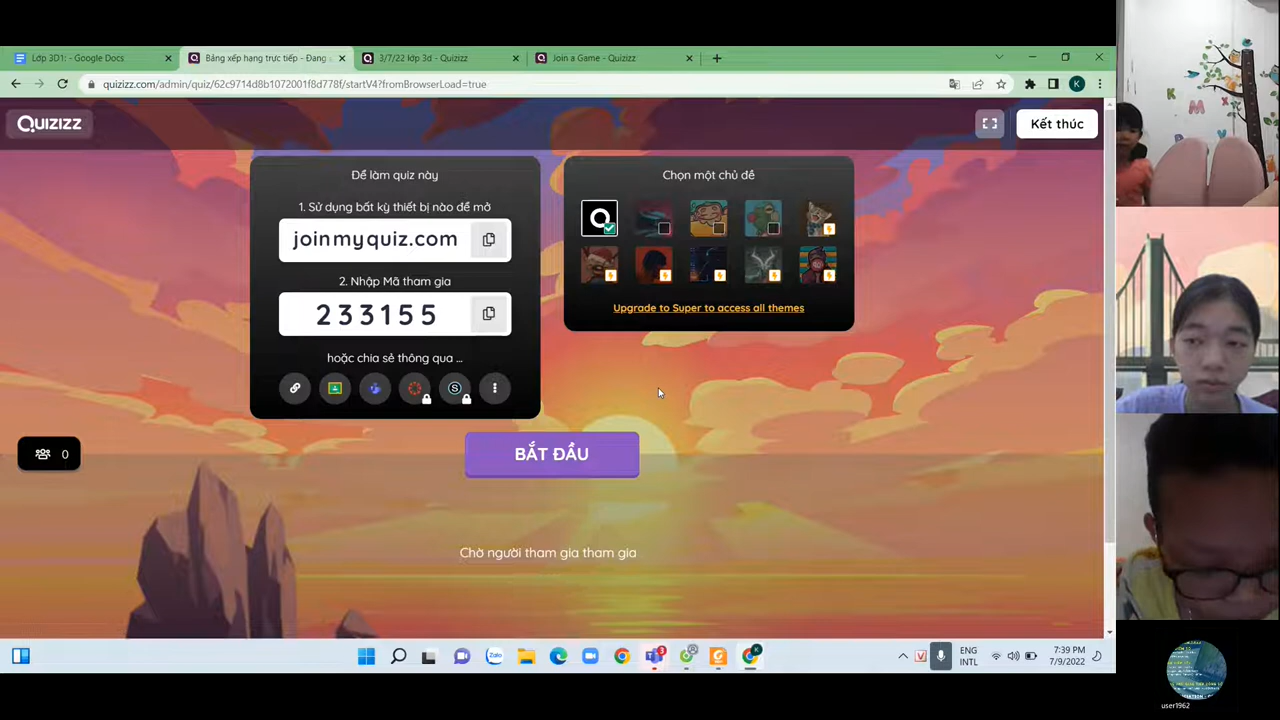 Lớp 3D1: - Google Docs
Bảng xếp hạng trực tiếp - Đang
3/7/22 lớp 3d - Quizizz
Join a Game - Quizizz
quizizz.com/admin/quiz/62c9714d8b1072001f8d778f/startV4?fromBrowserLoad=true
K
QUIZIZZ
Kết thúc
Để làm quiz này
1. Sử dụng bất kỳ thiết bị nào để mở
joinmyquiz.com
2. Nhập Mã tham gia
233155
hoặc chia sẻ thông qua ...
Chọn một chủ đề
Upgrade to Super to access all themes
0
BẮT ĐẦU
Chờ người tham gia tham gia
Zalo
3
K
V
ENG
INTL
7:39 PM
7/9/2022
K
M
user1962